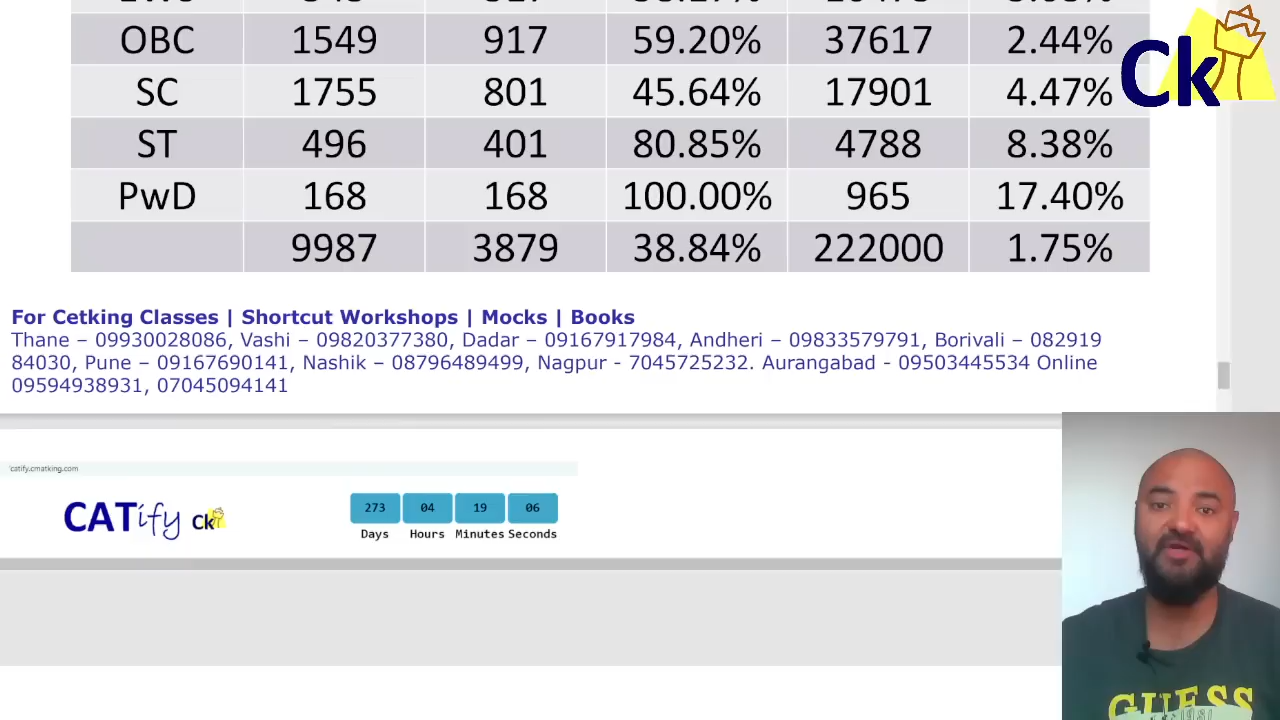 OBC 1549 917 59.20% 37617 2.44%
SC 1755 801 45.64% 17901 4.47%
ST 496 401 80.85% 4788 8.38%
PwD 168 168 100.00% 965 17.40%
9987 3879 38.84% 222000 1.75%
Ck
For Cetking Classes | Shortcut Workshops | Mocks | Books
Thane – 09930028086, Vashi – 09820377380, Dadar – 09167917984, Andheri – 09833579791, Borivali – 082919
84030, Pune – 09167690141, Nashik – 08796489499, Nagpur - 7045725232. Aurangabad - 09503445534 Online
09594938931, 07045094141
catify.cmatking.com
CATify Ck
273 04 19 06
Days Hours Minutes Seconds
GUESS